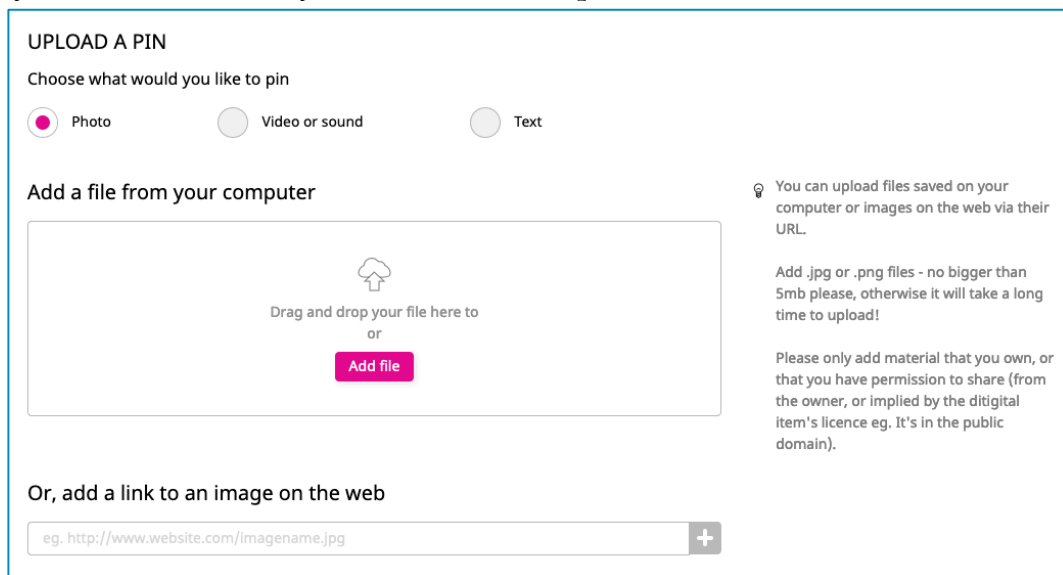 UPLOAD A PIN
Choose what would you like to pin
Photo
Video or sound
Text
Add a file from your computer
Drag and drop your file here to
or
Add file
You can upload files saved on your
computer or images on the web via their
URL.
Add .jpg or .png files - no bigger than
5mb please, otherwise it will take a long
time to upload!
Please only add material that you own, or
that you have permission to share (from
the owner, or implied by the ditigital
item's licence eg. It's in the public
domain).
Or, add a link to an image on the web
eg. http://www.website.com/imagename.jpg
+